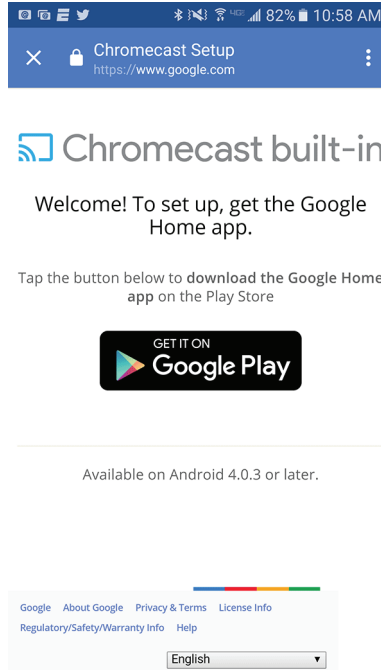 82% 10:58 AM
Chromecast Setup
https://www.google.com
Chromecast built-in
Welcome! To set up, get the Google
Home app.
Tap the button below to download the Google Home
app on the Play Store
GET IT ON
Google Play
Available on Android 4.0.3 or later.
Google About Google Privacy & Terms License Info
Regulatory/Safety/Warranty Info Help
English